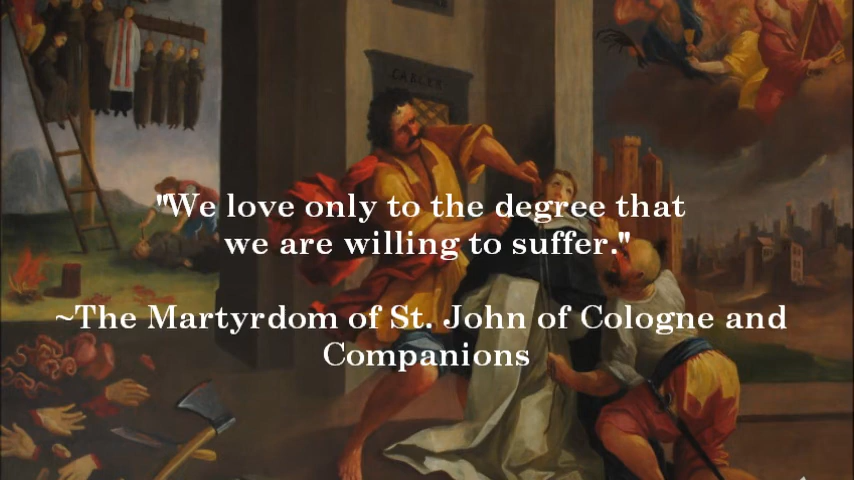 "We love only to the degree that
we are willing to suffer."
~The Martyrdom of St. John of Cologne and
Companions